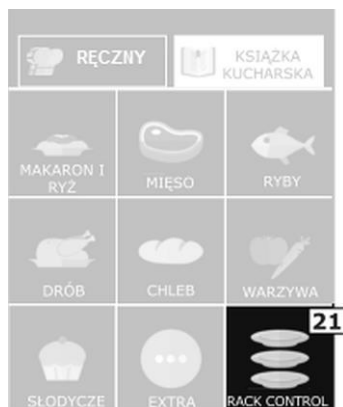 RĘCZNY
KSIĄŻKA
KUCHARSKA
MAKARON I
RYŻ
MIĘSO
RYBY
DRÓB
CHLEB
WARZYWA
21
SŁODYCZE
EXTRA
RACK CONTROL